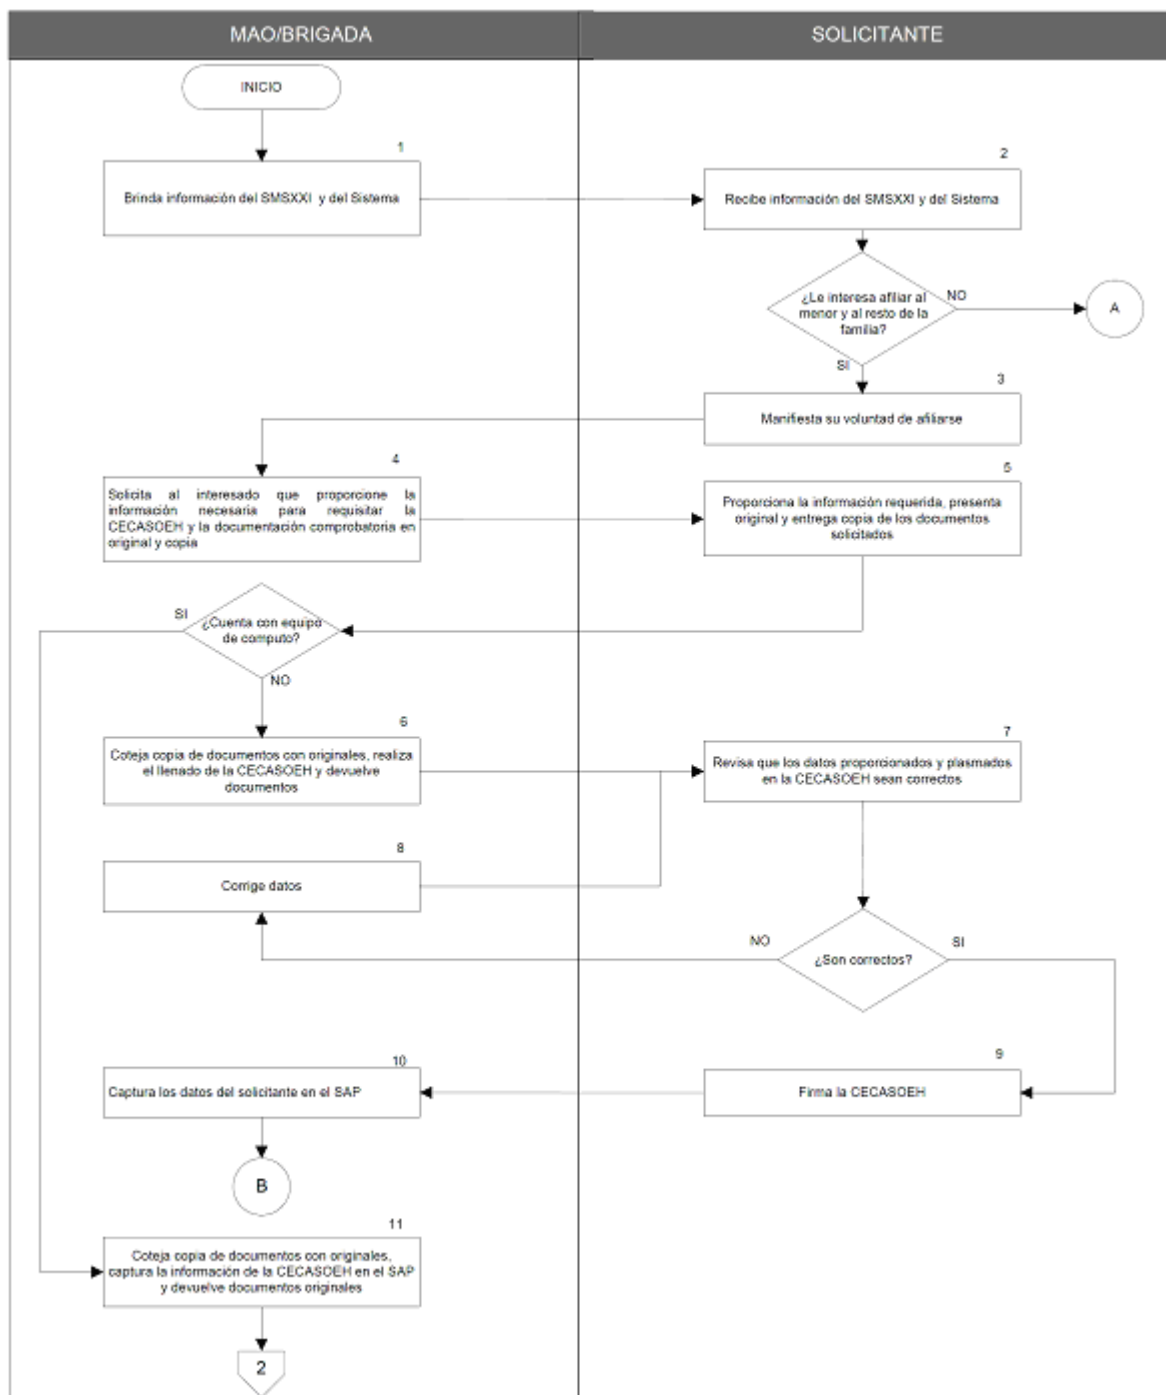 MAO/BRIGADA
SOLICITANTE
INICIO
1
Brinda información del SMSXXI y del Sistema
2
Recibe información del SMSXXI y del Sistema
¿Le interesa afiliar al
menor y al resto de la
familia?
NO
A
SI
3
Manifiesta su voluntad de afiliarse
4
Solicita al interesado que proporcione la
información necesaria para requisitar la
CECASOEH y la documentación comprobatoria en
original y copia
5
Proporciona la información requerida, presenta
original y entrega copia de los documentos
solicitados
SI
¿Cuenta con equipo
de computo?
NO
6
Coteja copia de documentos con originales, realiza
el llenado de la CECASOEH y devuelve
documentos
7
Revisa que los datos proporcionados y plasmados
en la CECASOEH sean correctos
8
Corrige datos
NO
¿Son correctos?
SI
9
Firma la CECASOEH
10
Captura los datos del solicitante en el SAP
B
11
Coteja copia de documentos con originales,
captura la información de la CECASOEH en el SAP
y devuelve documentos originales
2